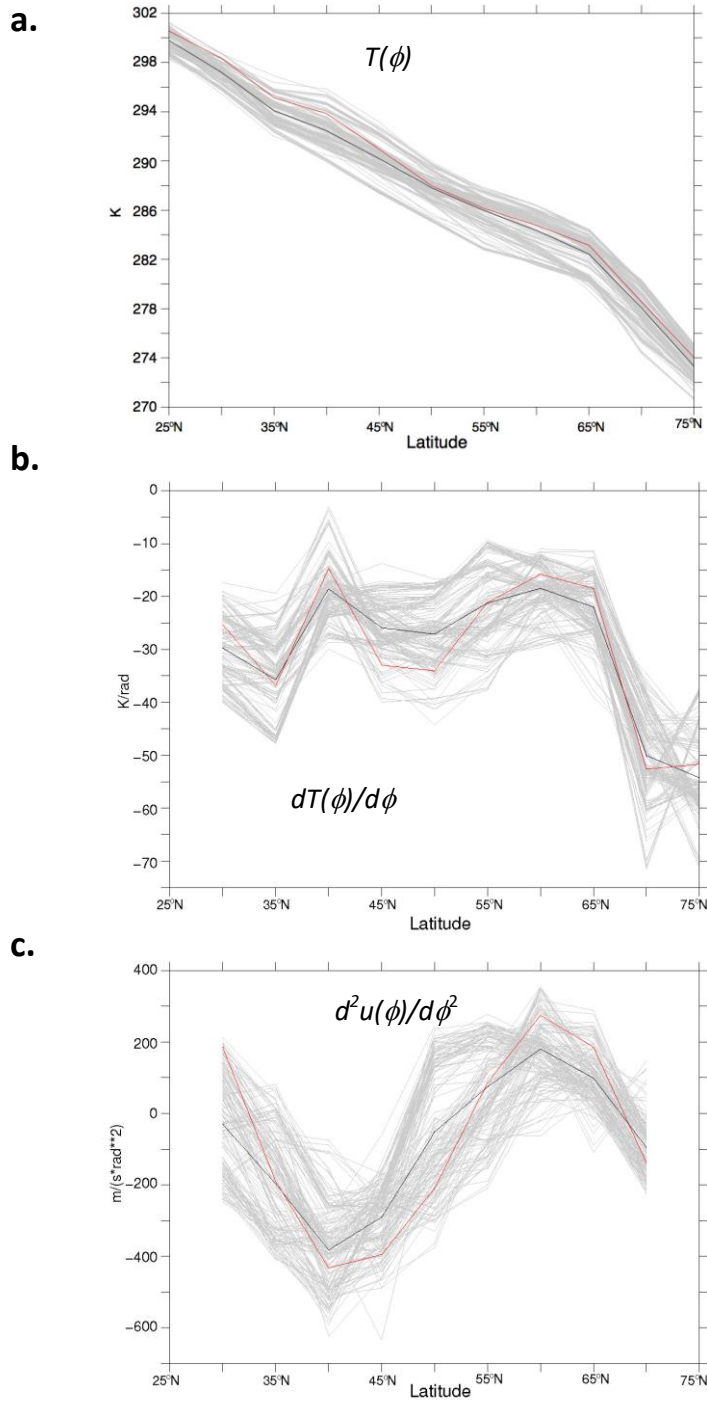 a.
T(ϕ)
302
298
294
290
286
282
278
274
270
K
25°N
35°N
45°N
55°N
65°N
75°N
Latitude
b.
0
−10
−20
−30
−40
−50
−60
−70
K/rad
dT(ϕ)/dϕ
25°N
35°N
45°N
55°N
65°N
75°N
Latitude
c.
d²u(ϕ)/dϕ²
400
200
0
−200
−400
−600
m/(s*rad**2)
25°N
35°N
45°N
55°N
65°N
75°N
Latitude